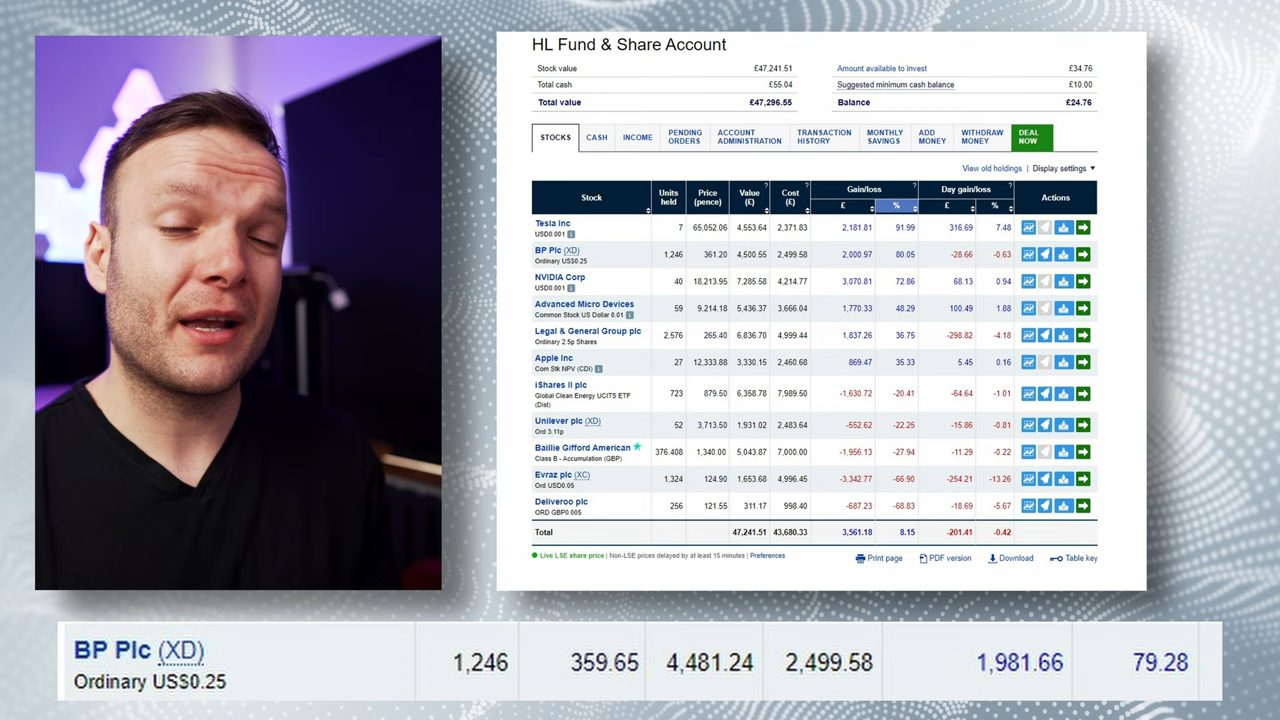 HL Fund & Share Account
Stock value £47,241.51 Amount available to invest £34.76
Total cash £55.04 Suggested minimum cash balance £10.00
Total value £47,296.55 Balance £24.76
STOCKS CASH INCOME PENDING ORDERS ACCOUNT ADMINISTRATION TRANSACTION HISTORY MONTHLY SAVINGS ADD MONEY WITHDRAW MONEY DEAL NOW
View old holdings | Display settings
Stock Units held Price (pence) Value (£) ? Cost (£) ? Gain/loss ? Day gain/loss ? Actions
£ % £ %
Tesla Inc
USD0.001 i 7 65,052.06 4,553.64 2,371.83 2,181.81 91.99 316.69 7.48
BP Plc (XD)
Ordinary US$0.25 1,246 361.20 4,500.55 2,499.58 2,000.97 80.05 -28.66 -0.63
NVIDIA Corp
USD0.001 i 40 18,213.95 7,285.58 4,214.77 3,070.81 72.86 68.13 0.94
Advanced Micro Devices
Common Stock US Dollar 0.01 i 59 9,214.18 5,436.37 3,666.04 1,770.33 48.29 100.49 1.88
Legal & General Group plc
Ordinary 2.5p Shares 2,576 265.40 6,836.70 4,999.44 1,837.26 36.75 -298.82 -4.18
Apple Inc
Com Stk NPV (CDI) i 27 12,333.88 3,330.15 2,460.68 869.47 35.33 5.45 0.16
iShares II plc
Global Clean Energy UCITS ETF
(Dist) 723 879.50 6,358.78 7,989.50 -1,630.72 -20.41 -64.64 -1.01
Unilever plc (XD)
Ord 3.11p 52 3,713.50 1,931.02 2,483.64 -552.62 -22.25 -15.86 -0.81
Baillie Gifford American
Class B - Accumulation (GBP) 376.408 1,340.00 5,043.87 7,000.00 -1,956.13 -27.94 -11.29 -0.22
Evraz plc (XC)
Ord USD0.05 1,324 124.90 1,653.68 4,996.45 -3,342.77 -66.90 -254.21 -13.26
Deliveroo plc
ORD GBP0.005 256 121.55 311.17 998.40 -687.23 -68.83 -18.69 -5.67
Total 47,241.51 43,680.33 3,561.18 8.15 -201.41 -0.42
Live LSE share price | Non-LSE prices delayed by at least 15 minutes | Preferences
Print page PDF version Download Table key
BP Plc (XD)
Ordinary US$0.25 1,246 359.65 4,481.24 2,499.58 1,981.66 79.28